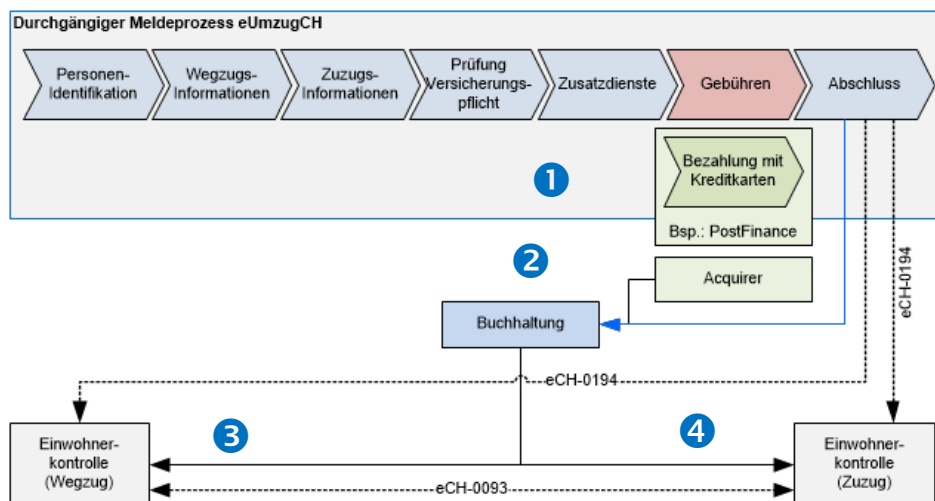 Durchgängiger Meldeprozess eUmzugCH
Personen-
Identifikation
Wegzugs-
Informationen
Zuzugs-
Informationen
Prüfung
Versicherungs-
pflicht
Zusatzdienste
Gebühren
Abschluss
Bezahlung mit
Kreditkarten
Bsp.: PostFinance
1
2
Acquirer
eCH-0194
Buchhaltung
eCH-0194
3
4
Einwohner-
kontrolle
(Wegzug)
Einwohner-
kontrolle
(Zuzug)
eCH-0093